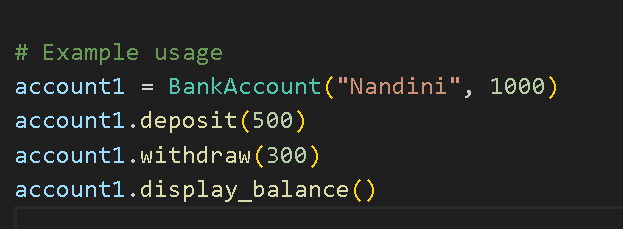 # Example usage
account1 = BankAccount("Nandini", 1000)
account1.deposit(500)
account1.withdraw(300)
account1.display_balance()